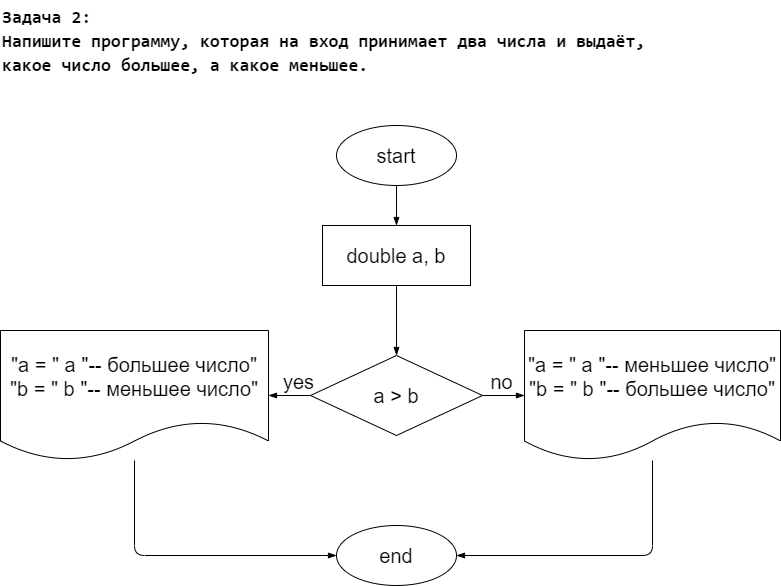 Задача 2:
Напишите программу, которая на вход принимает два числа и выдаёт,
какое число большее, а какое меньшее.
start
double a, b
a > b
yes
no
"a = " a "-- большее число"
"b = " b "-- меньшее число"
"a = " a "-- меньшее число"
"b = " b "-- большее число"
end